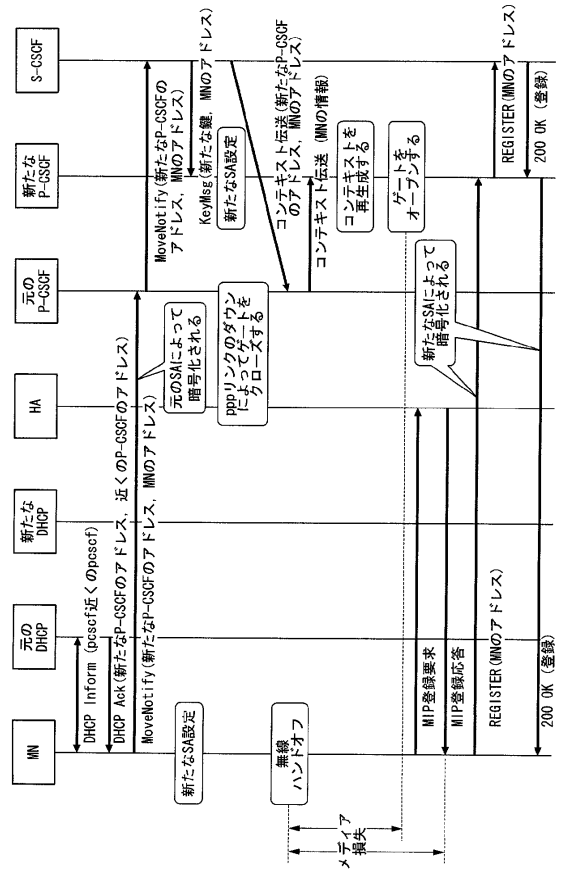 MN
元の
DHCP
新たな
DHCP
HA
元の
P-CSCF
新たな
P-CSCF
S-CSCF
DHCP Inform (pcscf近くのpcscf)
DHCP Ack(新たなP-CSCFのアドレス, 近くのP-CSCFのアドレス)
MoveNotify(新たなP-CSCFのアドレス, MNのアドレス)
元のSAによって
暗号化される
MoveNotify(新たなP-CSCFの
アドレス, MNのアドレス)
KeyMsg(新たな鍵, MNのアドレス)
新たなSA設定
新たなSA設定
pppリンクのダウン
によってゲートを
クローズする
コンテキスト伝送(新たなP-CSCF
のアドレス, MNのアドレス)
コンテキスト伝送 (MNの情報)
無線
ハンドオフ
コンテキストを
再生成する
ゲートを
オープンする
メディア
損失
MIP登録要求
MIP登録応答
新たなSAによって
暗号化される
REGISTER(MNのアドレス)
REGISTER(MNのアドレス)
200 OK (登録)
200 OK (登録)